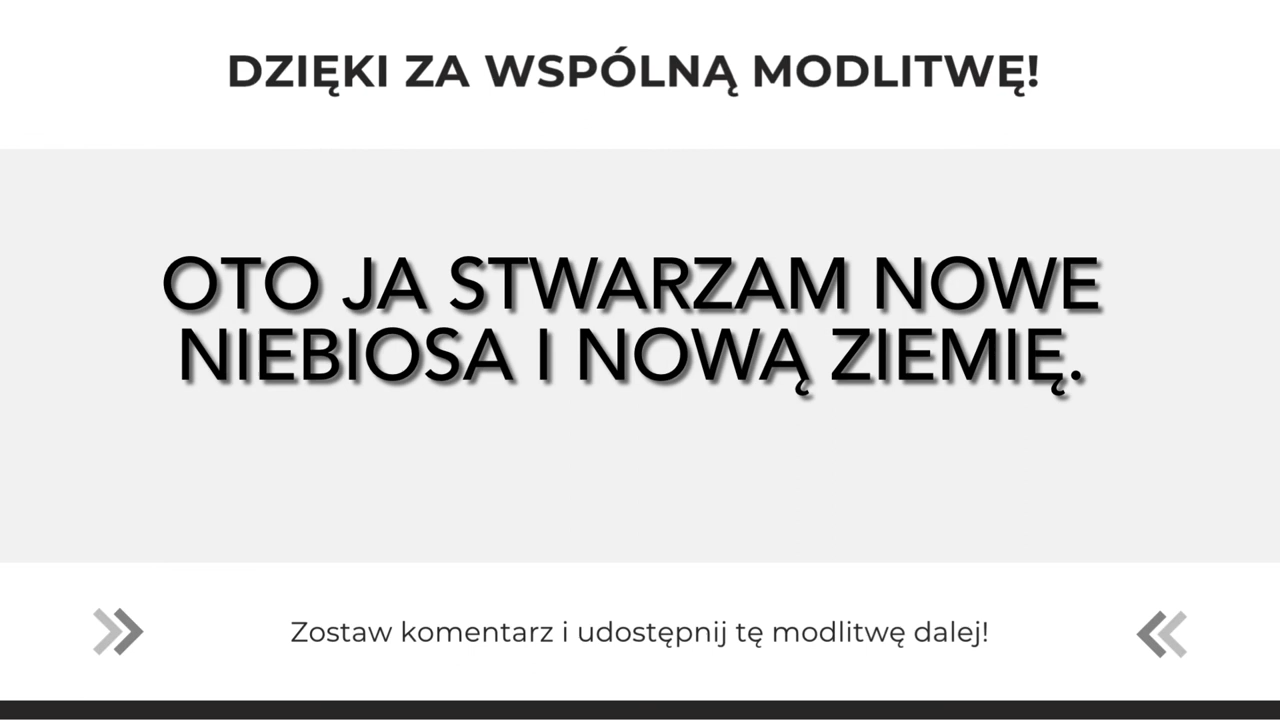 DZIĘKI ZA WSPÓLNĄ MODLITWĘ!
OTO JA STWARZAM NOWE
NIEBIOSA I NOWĄ ZIEMIĘ.
Zostaw komentarz i udostępnij tę modlitwę dalej!